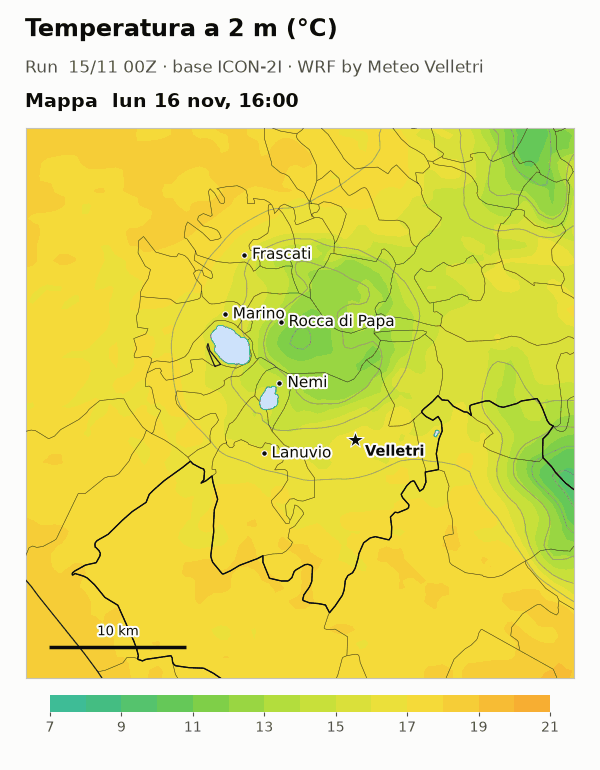 Temperatura a 2 m (°C)
Run  15/11 00Z · base ICON-2I · WRF by Meteo Velletri
Mappa  lun 16 nov, 16:00
Frascati
Marino
Rocca di Papa
Nemi
Lanuvio
Velletri
10 km
7 9 11 13 15 17 19 21